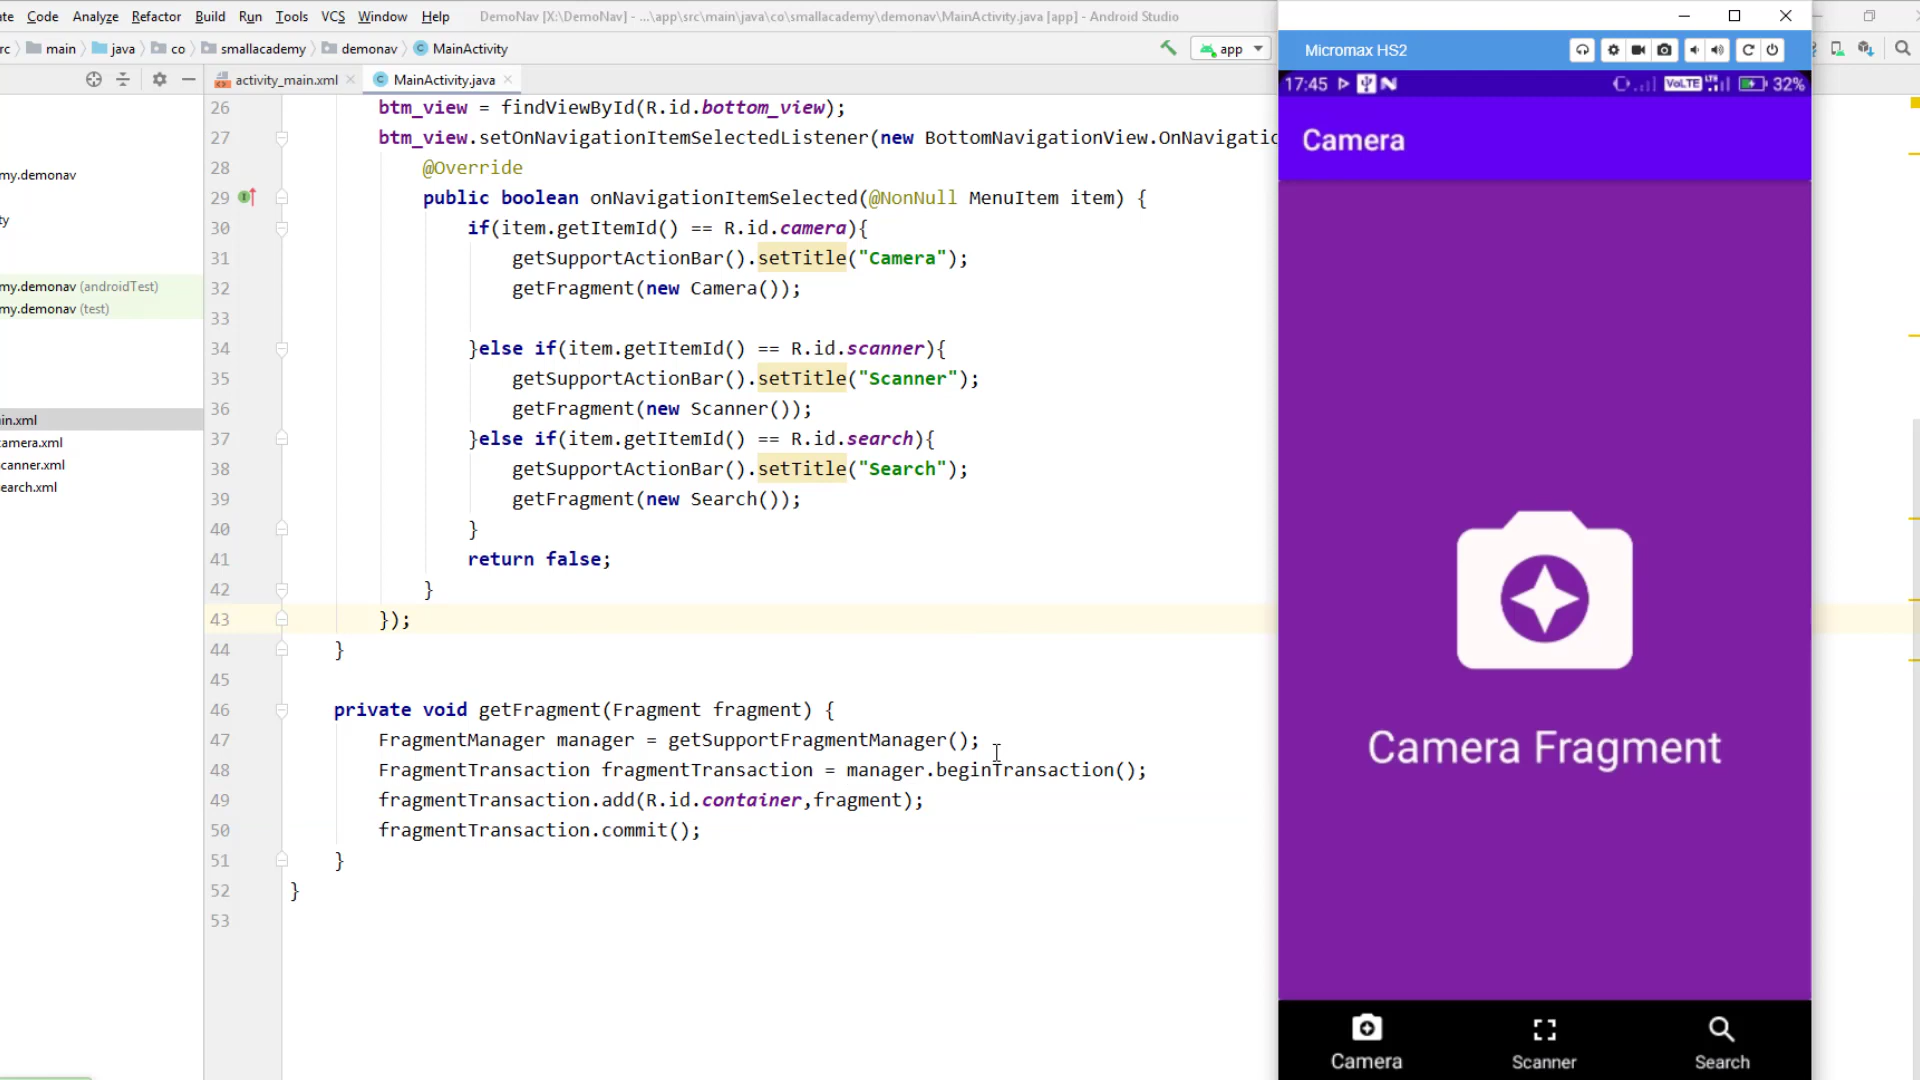 ate Code Analyze Refactor Build Run Tools VCS Window Help DemoNav [X:\DemoNav] - ...\app\src\main\java\co\smallacademy\demonav\MainActivity.java [app] - Android Studio
rc main java co smallacademy demonav MainActivity app
activity_main.xml MainActivity.java
my.demonav
ty
my.demonav (androidTest)
my.demonav (test)
in.xml
amera.xml
canner.xml
earch.xml
26 btm_view = findViewById(R.id.bottom_view);
27 btm_view.setOnNavigationItemSelectedListener(new BottomNavigationView.OnNavigatio
28 @Override
29 public boolean onNavigationItemSelected(@NonNull MenuItem item) {
30 if(item.getItemId() == R.id.camera){
31 getSupportActionBar().setTitle("Camera");
32 getFragment(new Camera());
33
34 }else if(item.getItemId() == R.id.scanner){
35 getSupportActionBar().setTitle("Scanner");
36 getFragment(new Scanner());
37 }else if(item.getItemId() == R.id.search){
38 getSupportActionBar().setTitle("Search");
39 getFragment(new Search());
40 }
41 return false;
42 }
43 });
44 }
45
46 private void getFragment(Fragment fragment) {
47 FragmentManager manager = getSupportFragmentManager();
48 FragmentTransaction fragmentTransaction = manager.beginTransaction();
49 fragmentTransaction.add(R.id.container,fragment);
50 fragmentTransaction.commit();
51 }
52 }
53
Micromax HS2
17:45 VoLTE LTE 32%
Camera
Camera Fragment
Camera Scanner Search